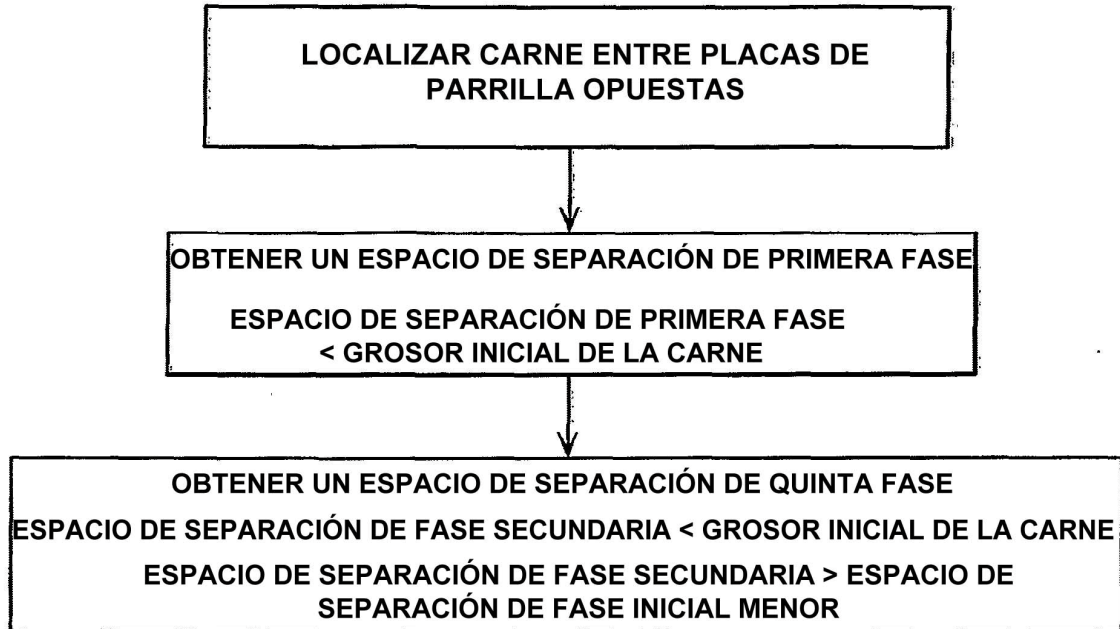 LOCALIZAR CARNE ENTRE PLACAS DE
PARRILLA OPUESTAS
OBTENER UN ESPACIO DE SEPARACIÓN DE PRIMERA FASE
ESPACIO DE SEPARACIÓN DE PRIMERA FASE
< GROSOR INICIAL DE LA CARNE
OBTENER UN ESPACIO DE SEPARACIÓN DE QUINTA FASE
ESPACIO DE SEPARACIÓN DE FASE SECUNDARIA < GROSOR INICIAL DE LA CARNE
ESPACIO DE SEPARACIÓN DE FASE SECUNDARIA > ESPACIO DE
SEPARACIÓN DE FASE INICIAL MENOR